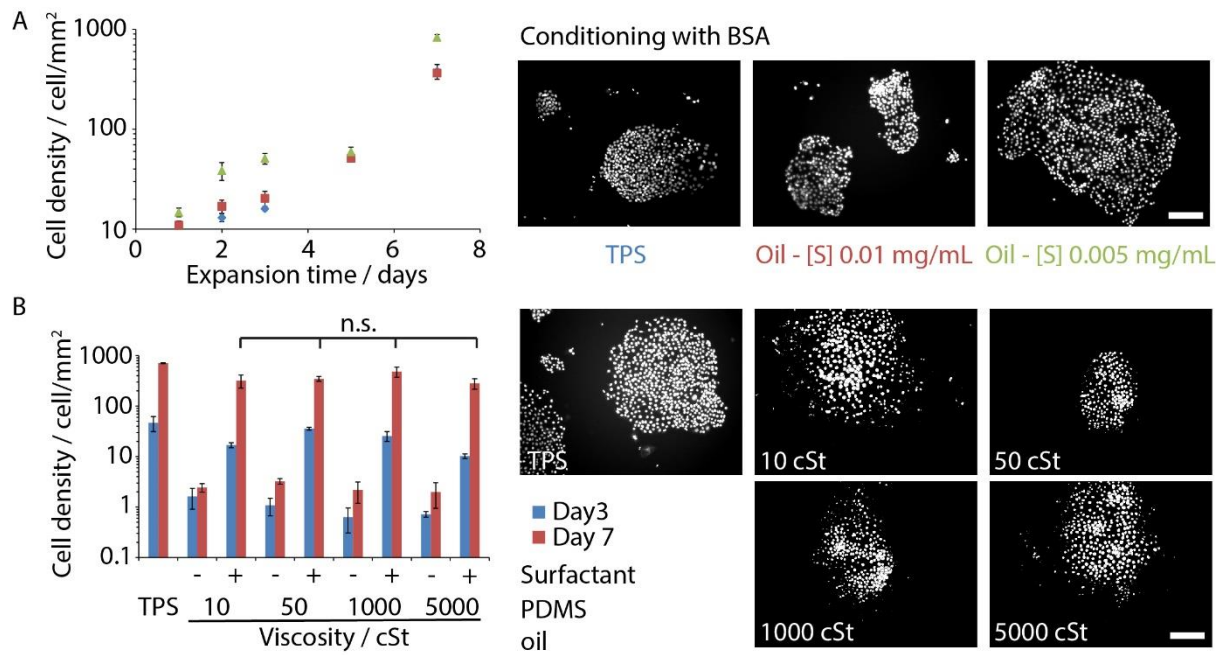 A
Cell density / cell/mm²
1000
100
10
0 2 4 6 8
Expansion time / days
Conditioning with BSA
TPS
Oil - [S] 0.01 mg/mL
Oil - [S] 0.005 mg/mL
B
Cell density / cell/mm²
n.s.
1000
100
10
1
0.1
- + - + - + - +
TPS 10 50 1000 5000
Viscosity / cSt
Day3
Day 7
Surfactant
PDMS
oil
TPS
10 cSt
50 cSt
1000 cSt
5000 cSt